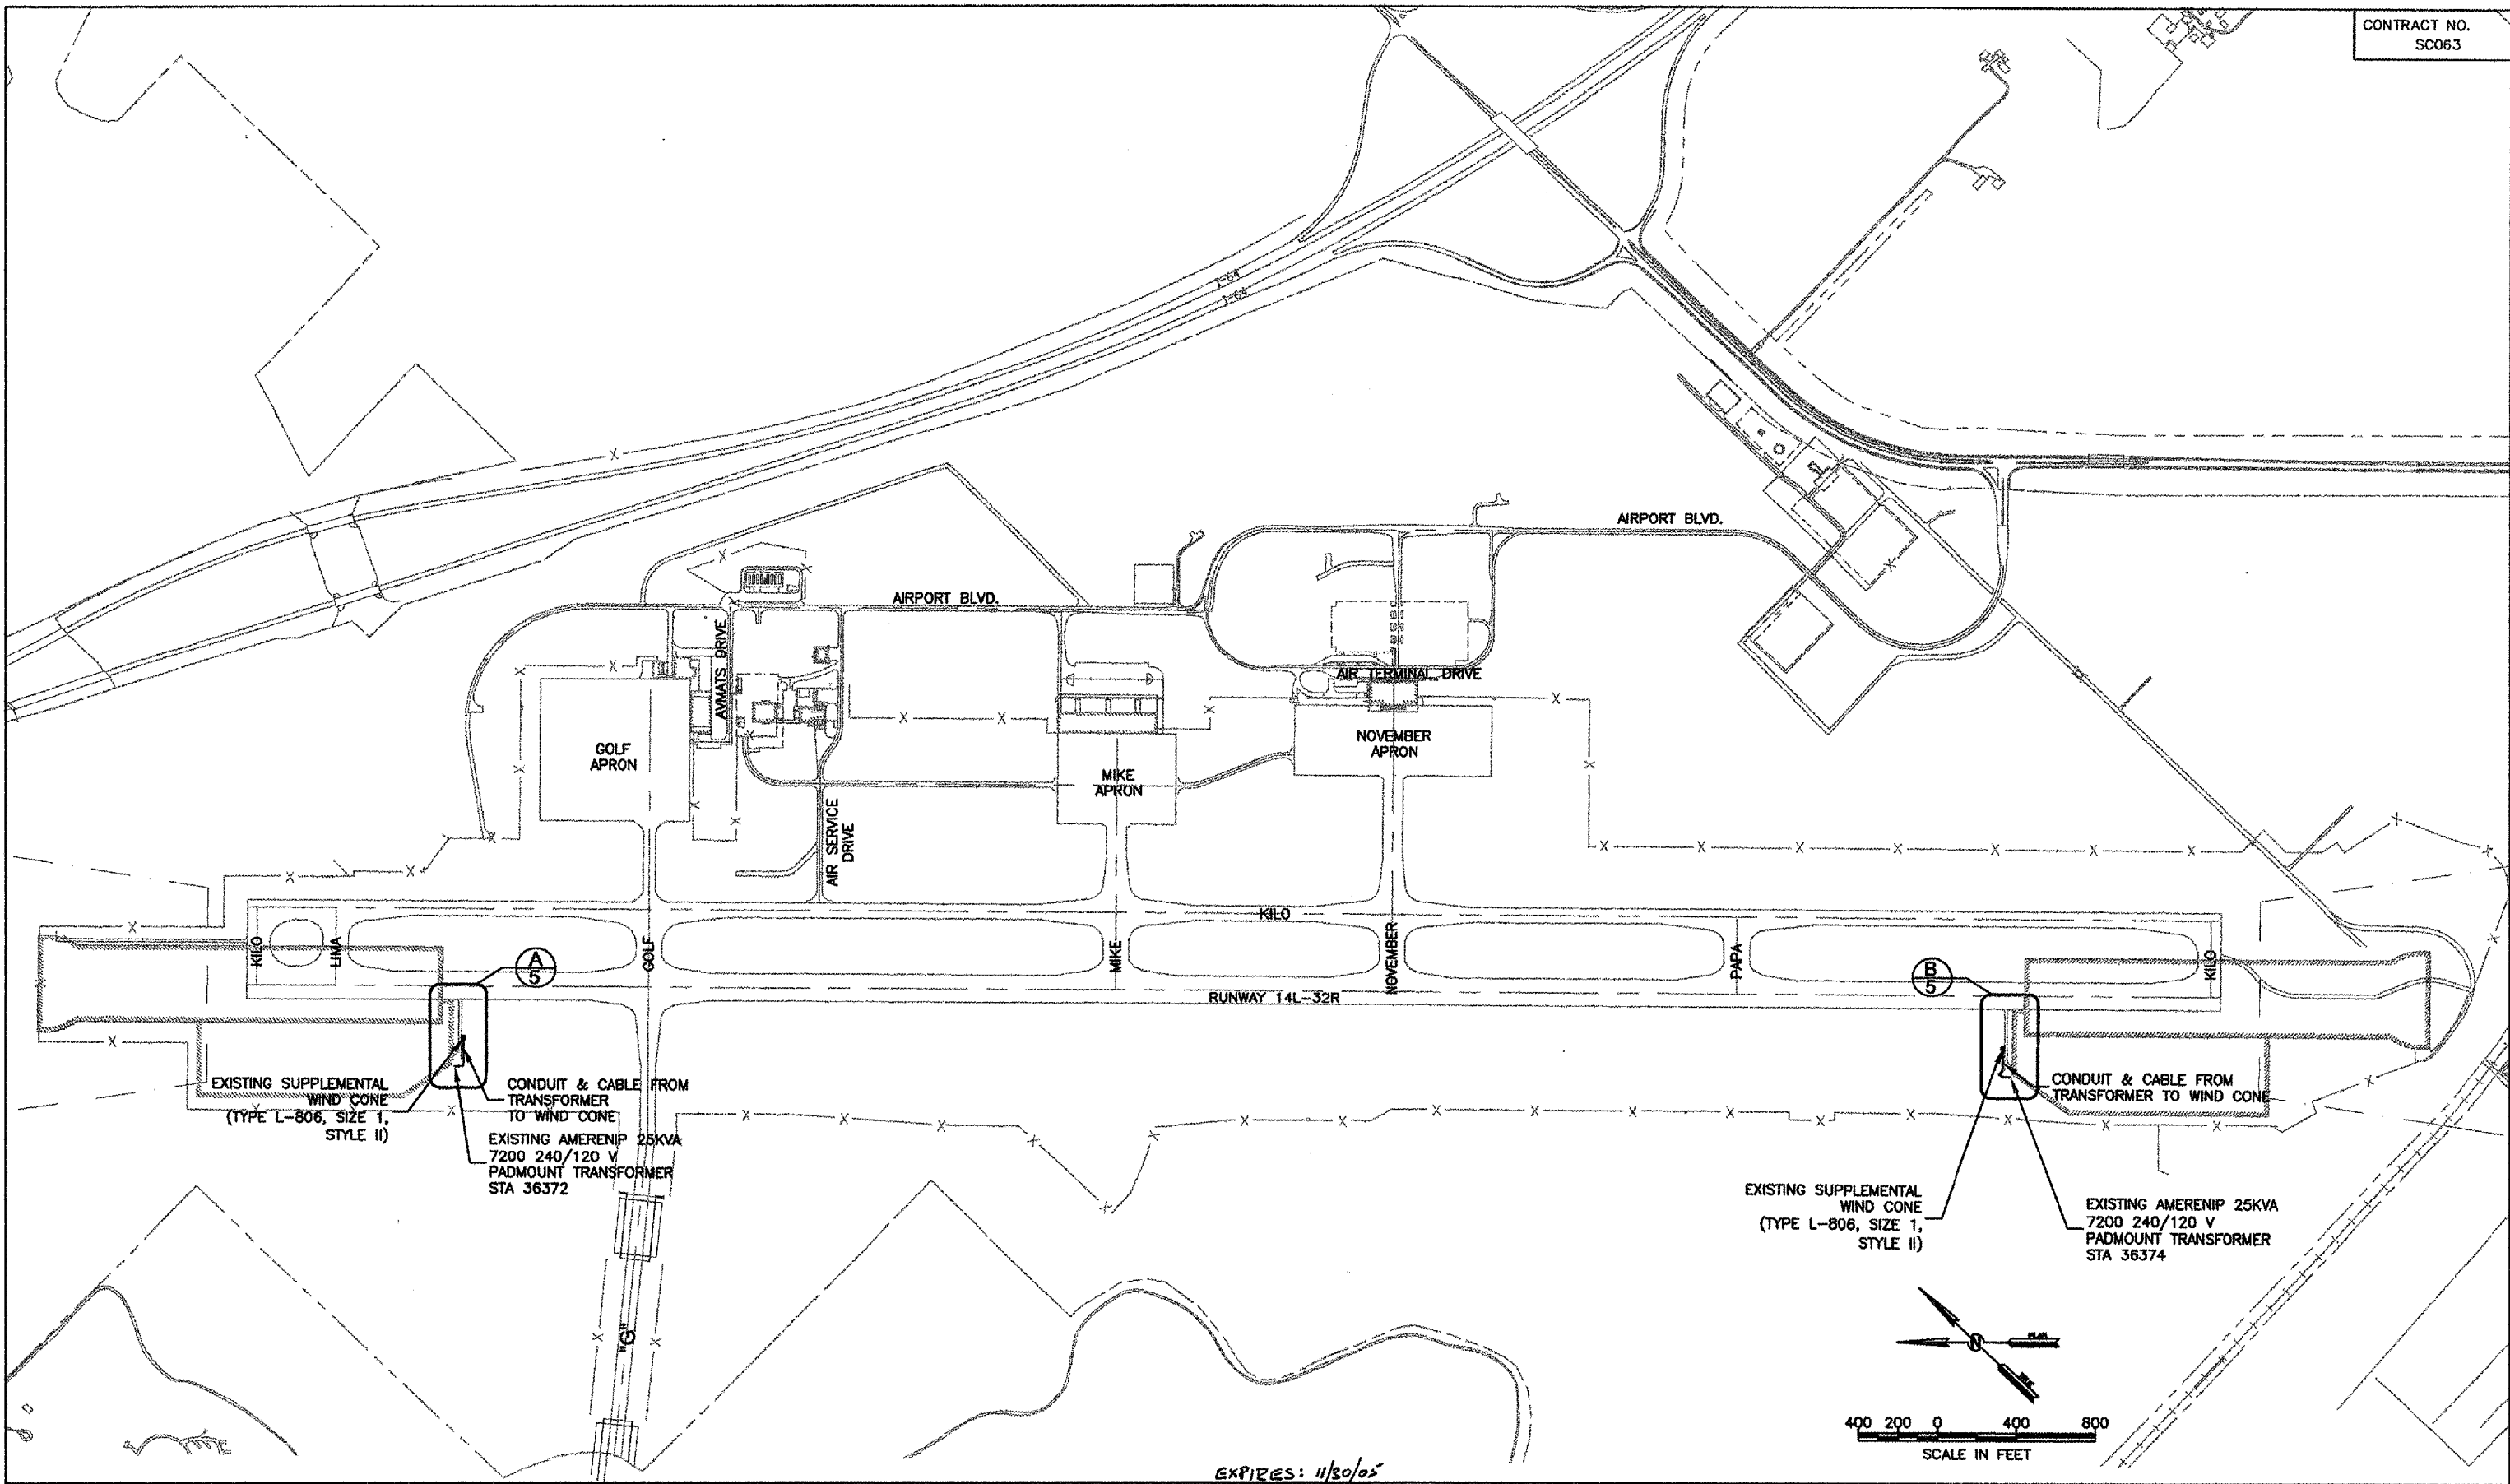 CONTRACT NO.
SC063
I-64
I-64
AIRPORT BLVD.
AIRPORT BLVD.
AVMATS DRIVE
AIR TERMINAL DRIVE
GOLF
APRON
NOVEMBER
APRON
MIKE
APRON
AIR SERVICE
DRIVE
KILO
KILO
LIMA
GOLF
MIKE
NOVEMBER
PAPA
KILO
A
5
B
5
RUNWAY 14L-32R
EXISTING SUPPLEMENTAL
WIND CONE
(TYPE L-806, SIZE 1,
STYLE II)
CONDUIT & CABLE FROM
TRANSFORMER
TO WIND CONE
EXISTING AMERENIP 25KVA
7200 240/120 V
PADMOUNT TRANSFORMER
STA 36372
CONDUIT & CABLE FROM
TRANSFORMER TO WIND CONE
EXISTING SUPPLEMENTAL
WIND CONE
(TYPE L-806, SIZE 1,
STYLE II)
EXISTING AMERENIP 25KVA
7200 240/120 V
PADMOUNT TRANSFORMER
STA 36374
"G"
N
400 200 0 400 800
SCALE IN FEET
EXPIRES: 11/30/05